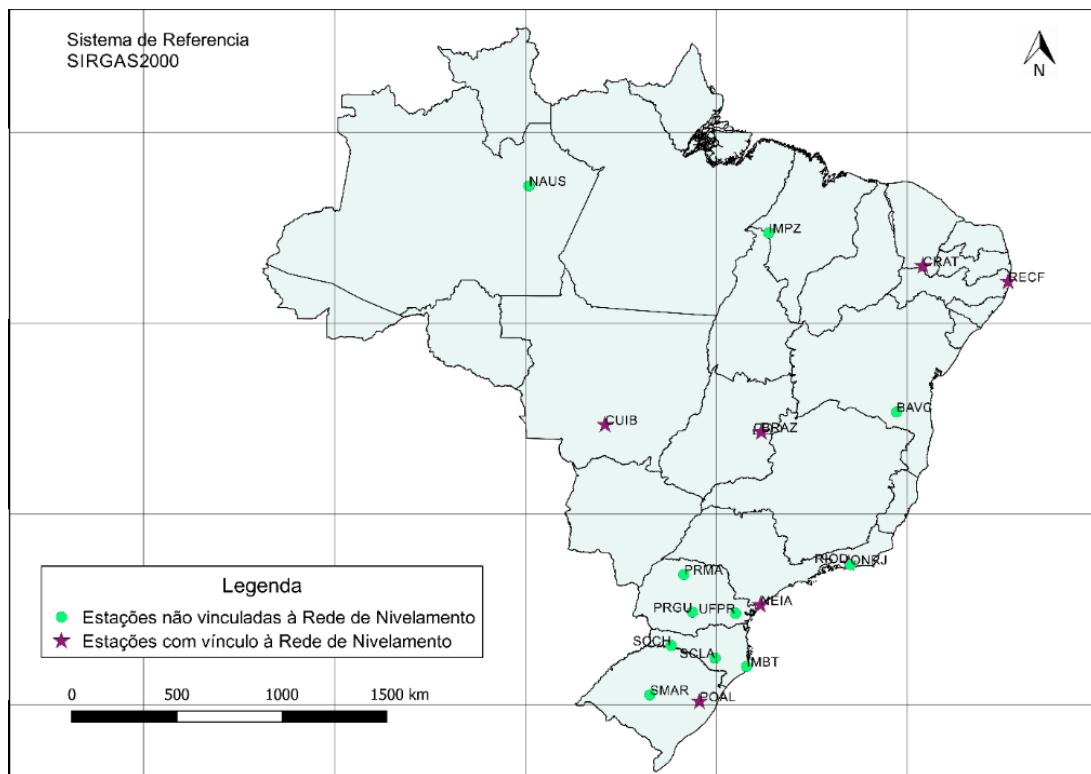 Sistema de Referencia
SIRGAS2000
N
NAUS
IMPZ
CRAT
RECF
BAVC
CUIB
BRAZ
RIOD
ONRJ
PRMA
NEIA
PRGU
UFPR
SCCH
SCLA
IMBT
SMAR
POAL
Legenda
Estações não vinculadas à Rede de Nivelamento
Estações com vínculo à Rede de Nivelamento
0 500 1000 1500 km